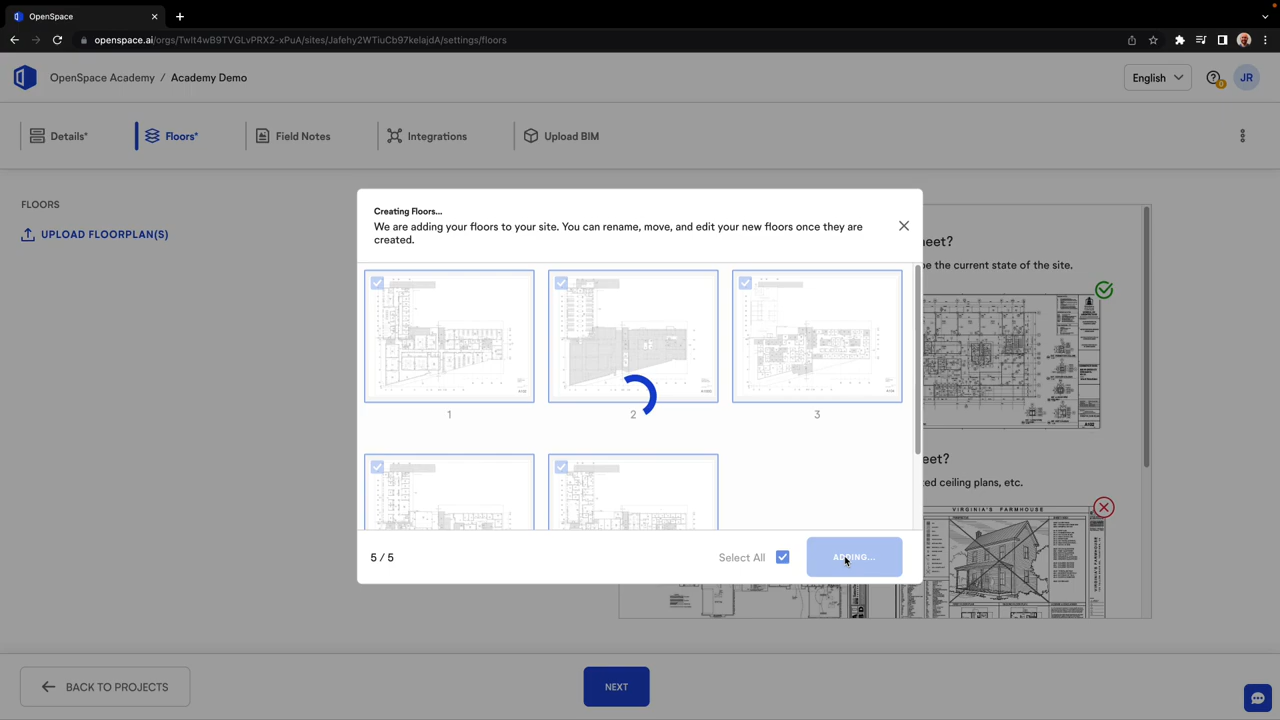 OpenSpace
openspace.ai/orgs/TwIt4wB9TVGLvPRX2-xPuA/sites/Jafehy2WTiuCb97kelajdA/settings/floors
OpenSpace Academy / Academy Demo
English
0
JR
Details*
Floors*
Field Notes
Integrations
Upload BIM
FLOORS
UPLOAD FLOORPLAN(S)
Creating Floors...
We are adding your floors to your site. You can rename, move, and edit your new floors once they are
created.
eet?
be the current state of the site.
1
2
3
eet?
ed ceiling plans, etc.
VIRGINIA'S FARMHOUSE
5 / 5
Select All
ADDING...
BACK TO PROJECTS
NEXT